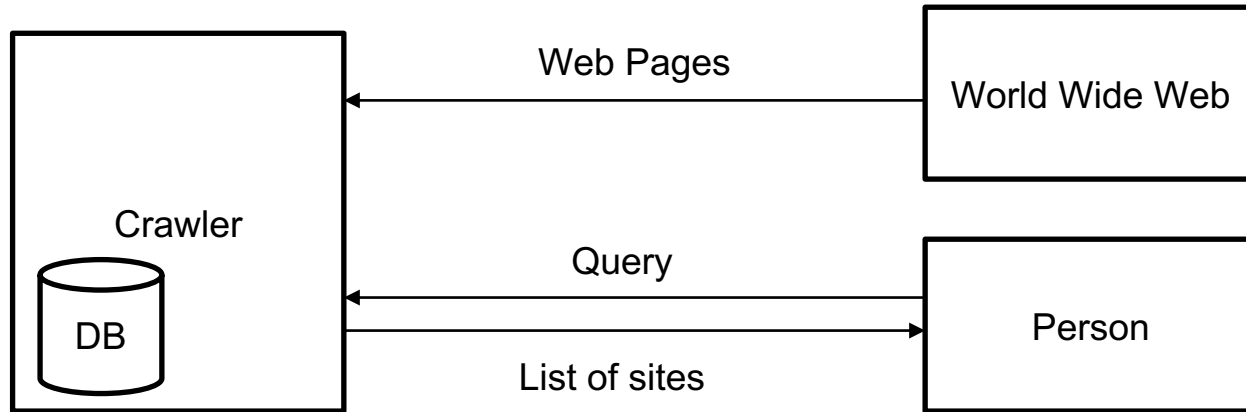 Web Pages
World Wide Web
Crawler
Query
DB
Person
List of sites